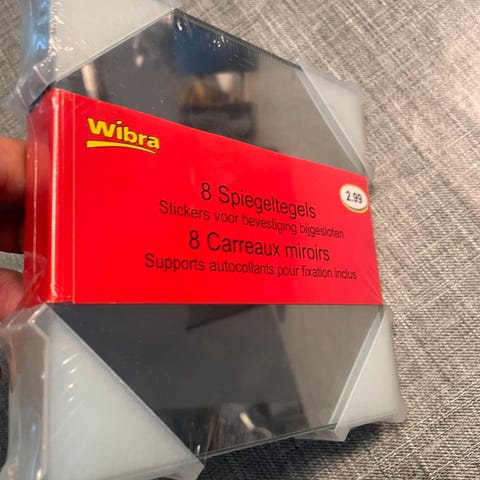 Wibra
8 Spiegeltegels
2.99
Stickers voor bevestiging bijgesloten
8 Carreaux miroirs
Supports autocollants pour fixation inclus